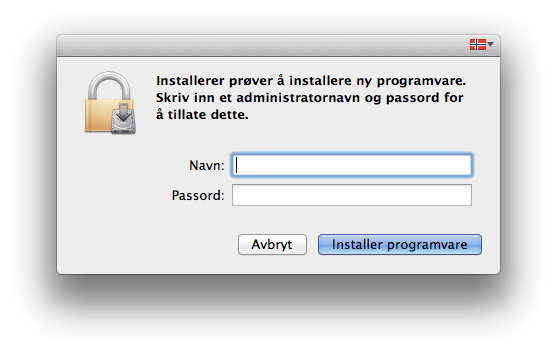 Installerer prøver å installere ny programvare.
Skriv inn et administratornavn og passord for
å tillate dette.
Navn:
Passord:
Avbryt
Installer programvare